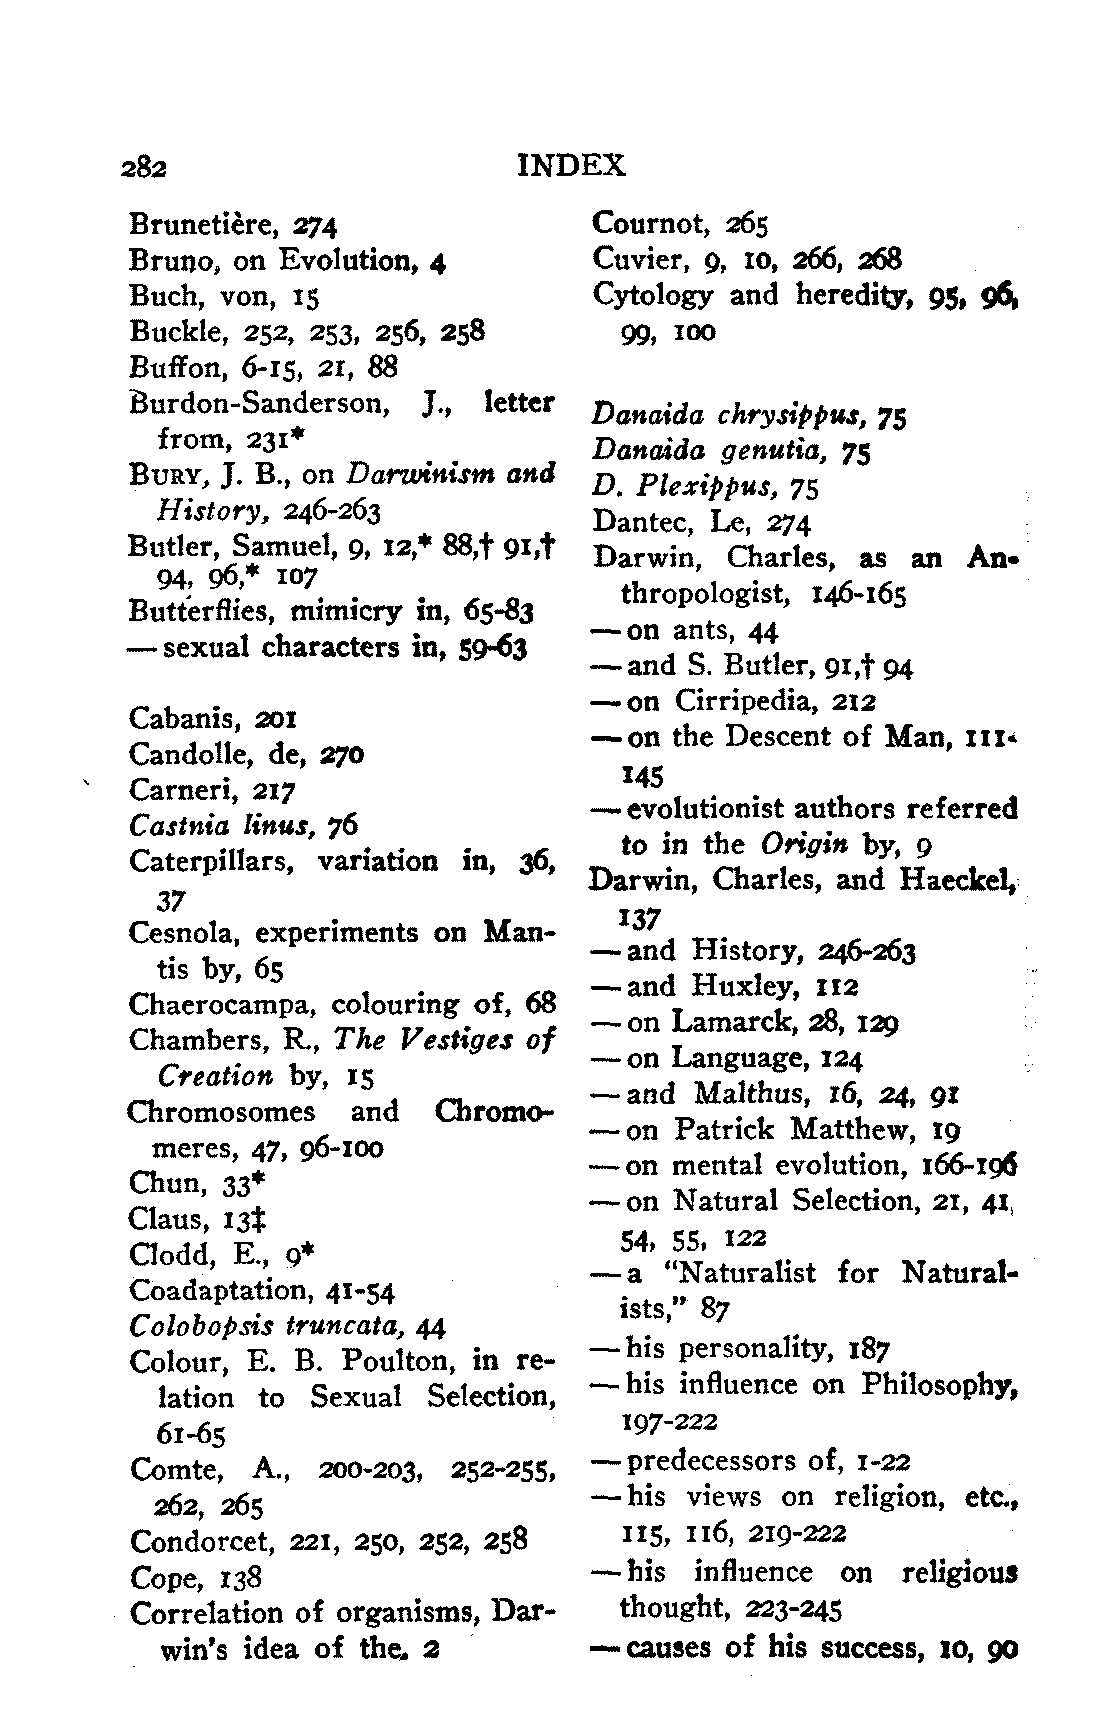 282 INDEX
Brunetière, 274
Bruno, on Evolution, 4
Buch, von, 15
Buckle, 252, 253, 256, 258
Buffon, 6-15, 21, 88
Burdon-Sanderson, J., letter
from, 231*
BURY, J. B., on Darwinism and
History, 246-263
Butler, Samuel, 9, 12,* 88,† 91,†
94, 96,* 107
Butterflies, mimicry in, 65-83
— sexual characters in, 59-63
Cabanis, 201
Candolle, de, 270
Carneri, 217
Castnia linus, 76
Caterpillars, variation in, 36,
37
Cesnola, experiments on Man-
tis by, 65
Chaerocampa, colouring of, 68
Chambers, R., The Vestiges of
Creation by, 15
Chromosomes and Chromo-
meres, 47, 96-100
Chun, 33*
Claus, 13‡
Clodd, E., 9*
Coadaptation, 41-54
Colobopsis truncata, 44
Colour, E. B. Poulton, in re-
lation to Sexual Selection,
61-65
Comte, A., 200-203, 252-255,
262, 265
Condorcet, 221, 250, 252, 258
Cope, 138
Correlation of organisms, Dar-
win's idea of the. 2
Cournot, 265
Cuvier, 9, 10, 266, 268
Cytology and heredity, 95, 96,
99, 100
Danaida chrysippus, 75
Danaida genutia, 75
D. Plexippus, 75
Dantec, Le, 274
Darwin, Charles, as an An-
thropologist, 146-165
— on ants, 44
— and S. Butler, 91,† 94
— on Cirripedia, 212
— on the Descent of Man, 111-
145
— evolutionist authors referred
to in the Origin by, 9
Darwin, Charles, and Haeckel,
137
— and History, 246-263
— and Huxley, 112
— on Lamarck, 28, 129
— on Language, 124
— and Malthus, 16, 24, 91
— on Patrick Matthew, 19
— on mental evolution, 166-196
— on Natural Selection, 21, 41,
54, 55, 122
— a "Naturalist for Natural-
ists," 87
— his personality, 187
— his influence on Philosophy,
197-222
— predecessors of, 1-22
— his views on religion, etc.,
115, 116, 219-222
— his influence on religious
thought, 223-245
— causes of his success, 10, 90